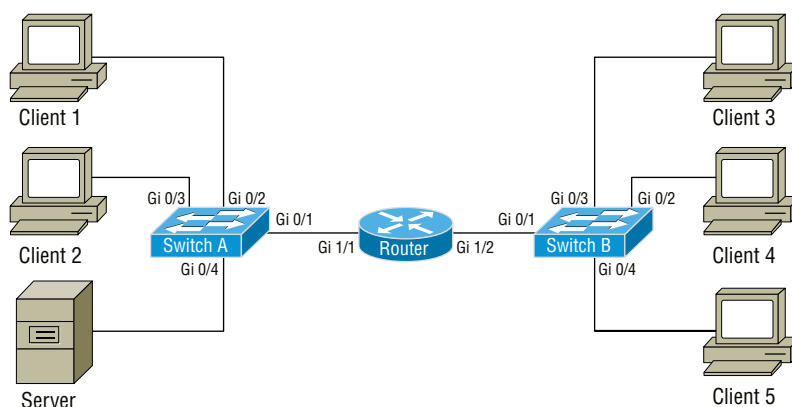 Client 1
Client 3
Gi 0/3
Gi 0/2
Gi 0/3
Gi 0/2
Gi 0/1
Gi 0/1
Client 2
Switch A
Gi 1/1
Router
Gi 1/2
Switch B
Client 4
Gi 0/4
Gi 0/4
Server
Client 5